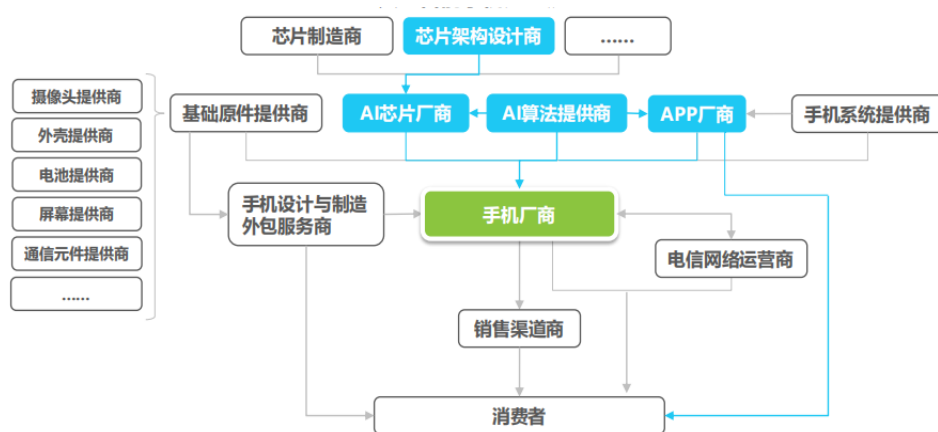 芯片制造商
芯片架构设计商
......
摄像头提供商
外壳提供商
电池提供商
屏幕提供商
通信元件提供商
......
基础原件提供商
AI芯片厂商
AI算法提供商
APP厂商
手机系统提供商
手机设计与制造
外包服务商
手机厂商
电信网络运营商
销售渠道商
消费者